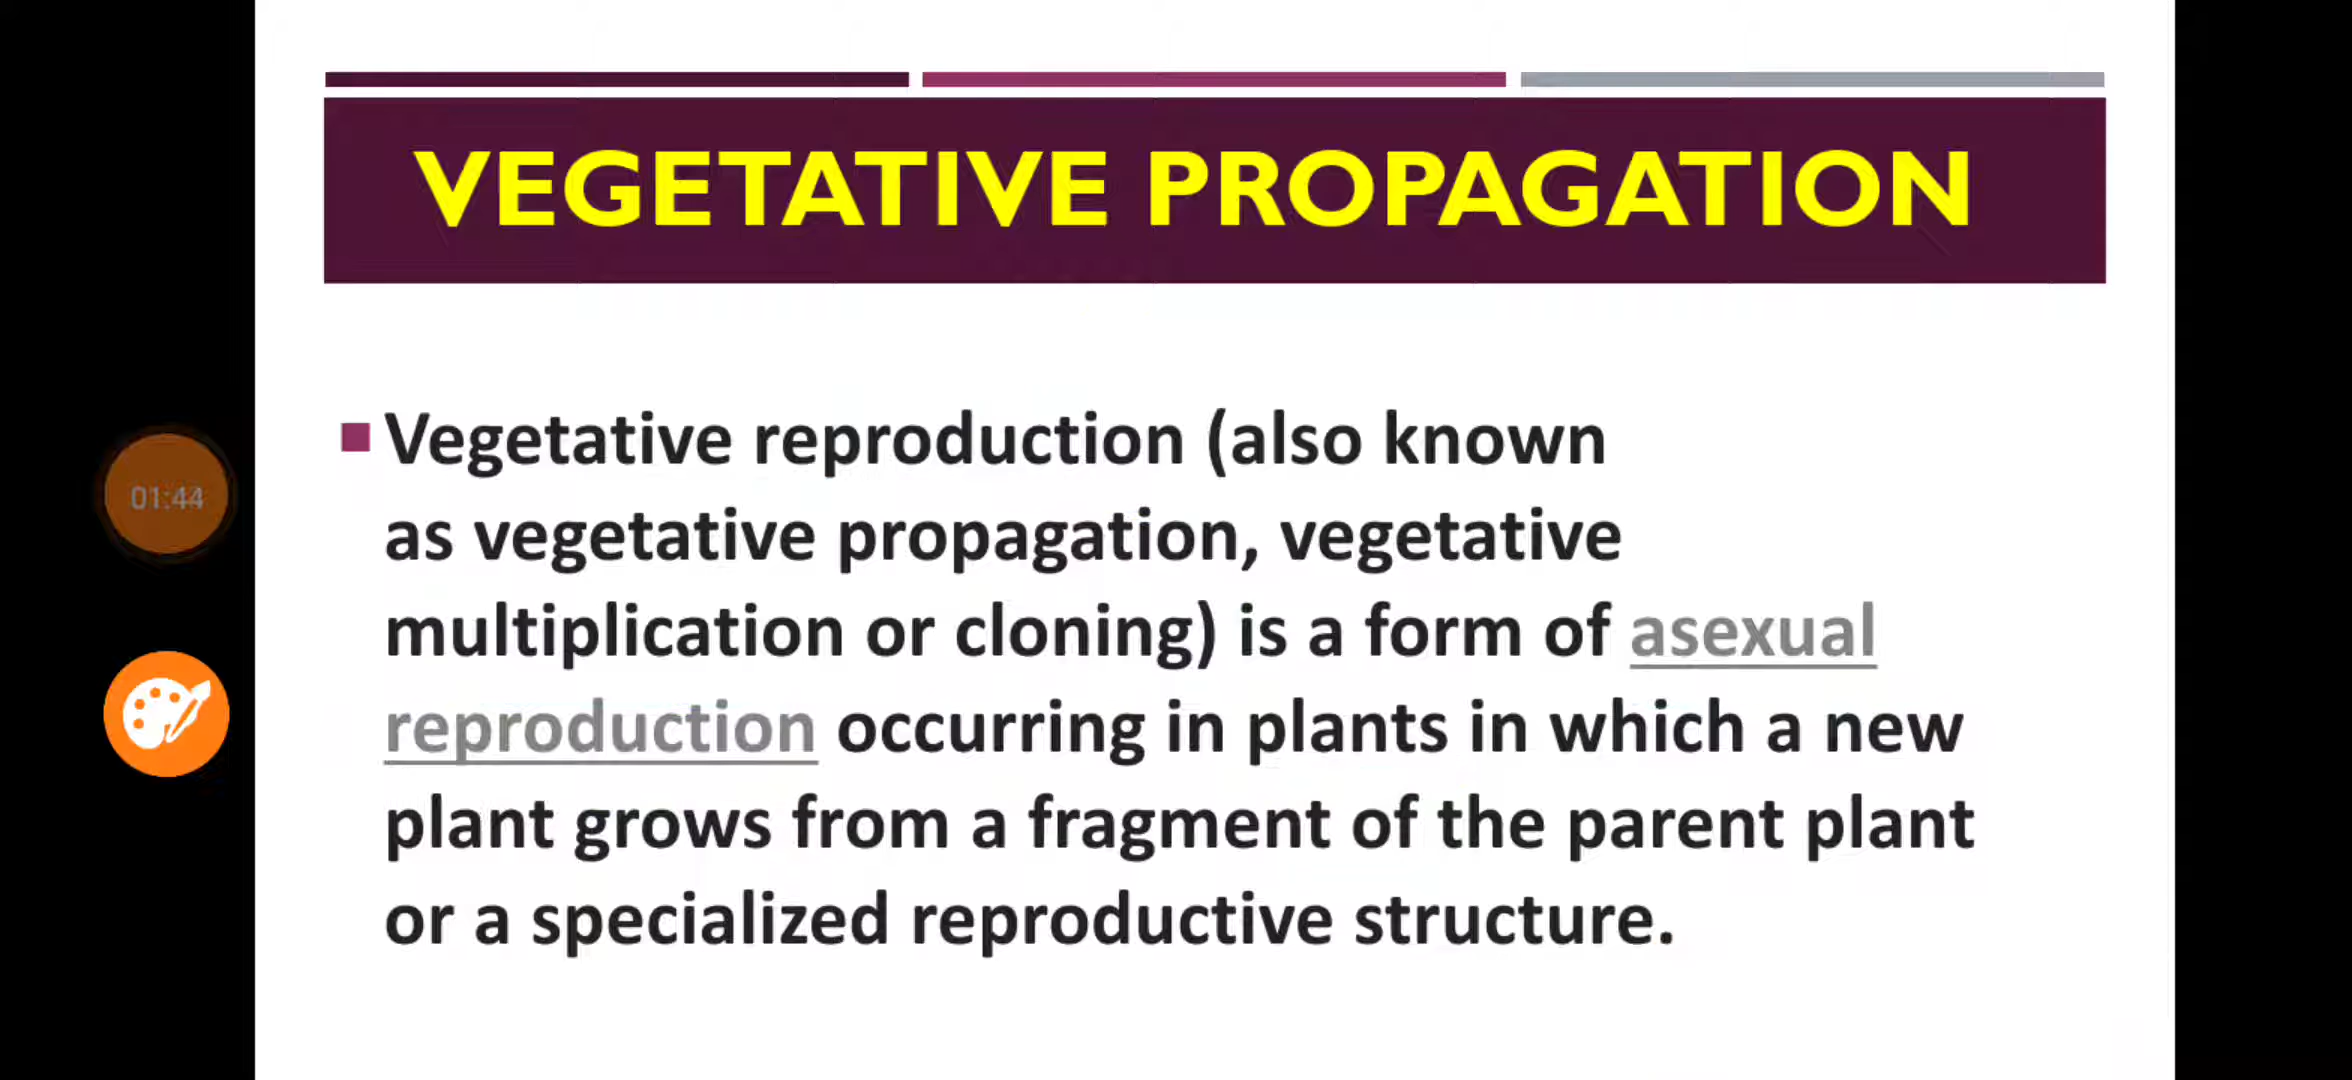 VEGETATIVE PROPAGATION
Vegetative reproduction (also known
as vegetative propagation, vegetative
multiplication or cloning) is a form of asexual
reproduction occurring in plants in which a new
plant grows from a fragment of the parent plant
or a specialized reproductive structure.
01:44